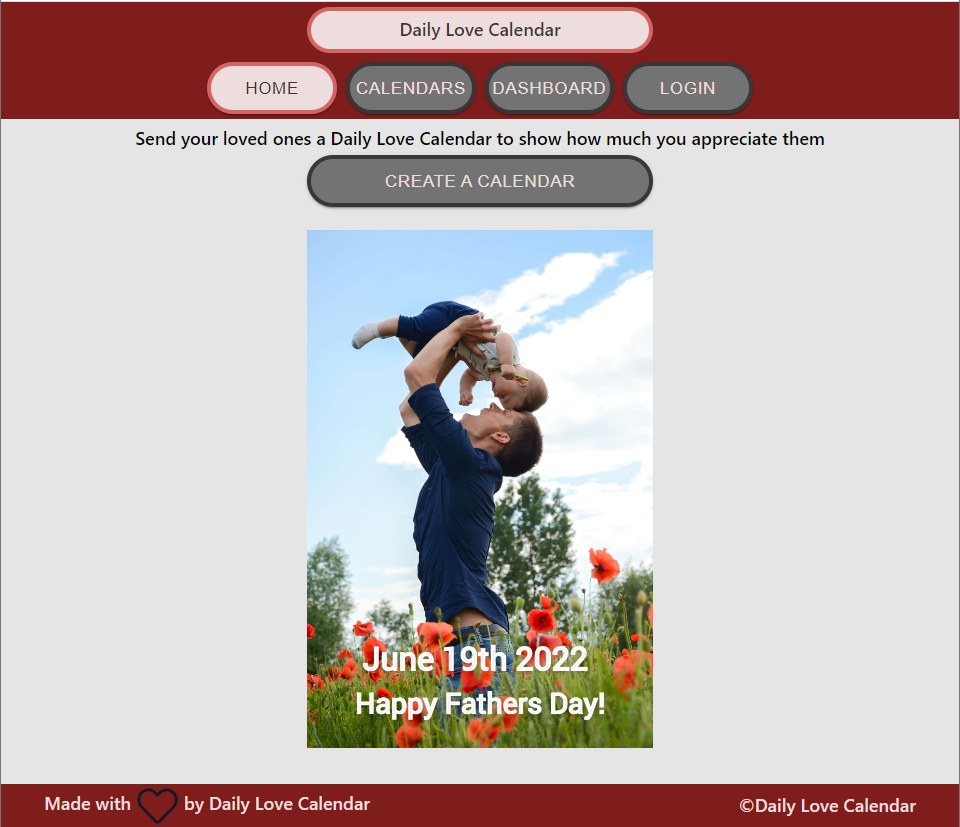 Daily Love Calendar
HOME CALENDARS DASHBOARD LOGIN
Send your loved ones a Daily Love Calendar to show how much you appreciate them
CREATE A CALENDAR
June 19th 2022
Happy Fathers Day!
Made with by Daily Love Calendar ©Daily Love Calendar